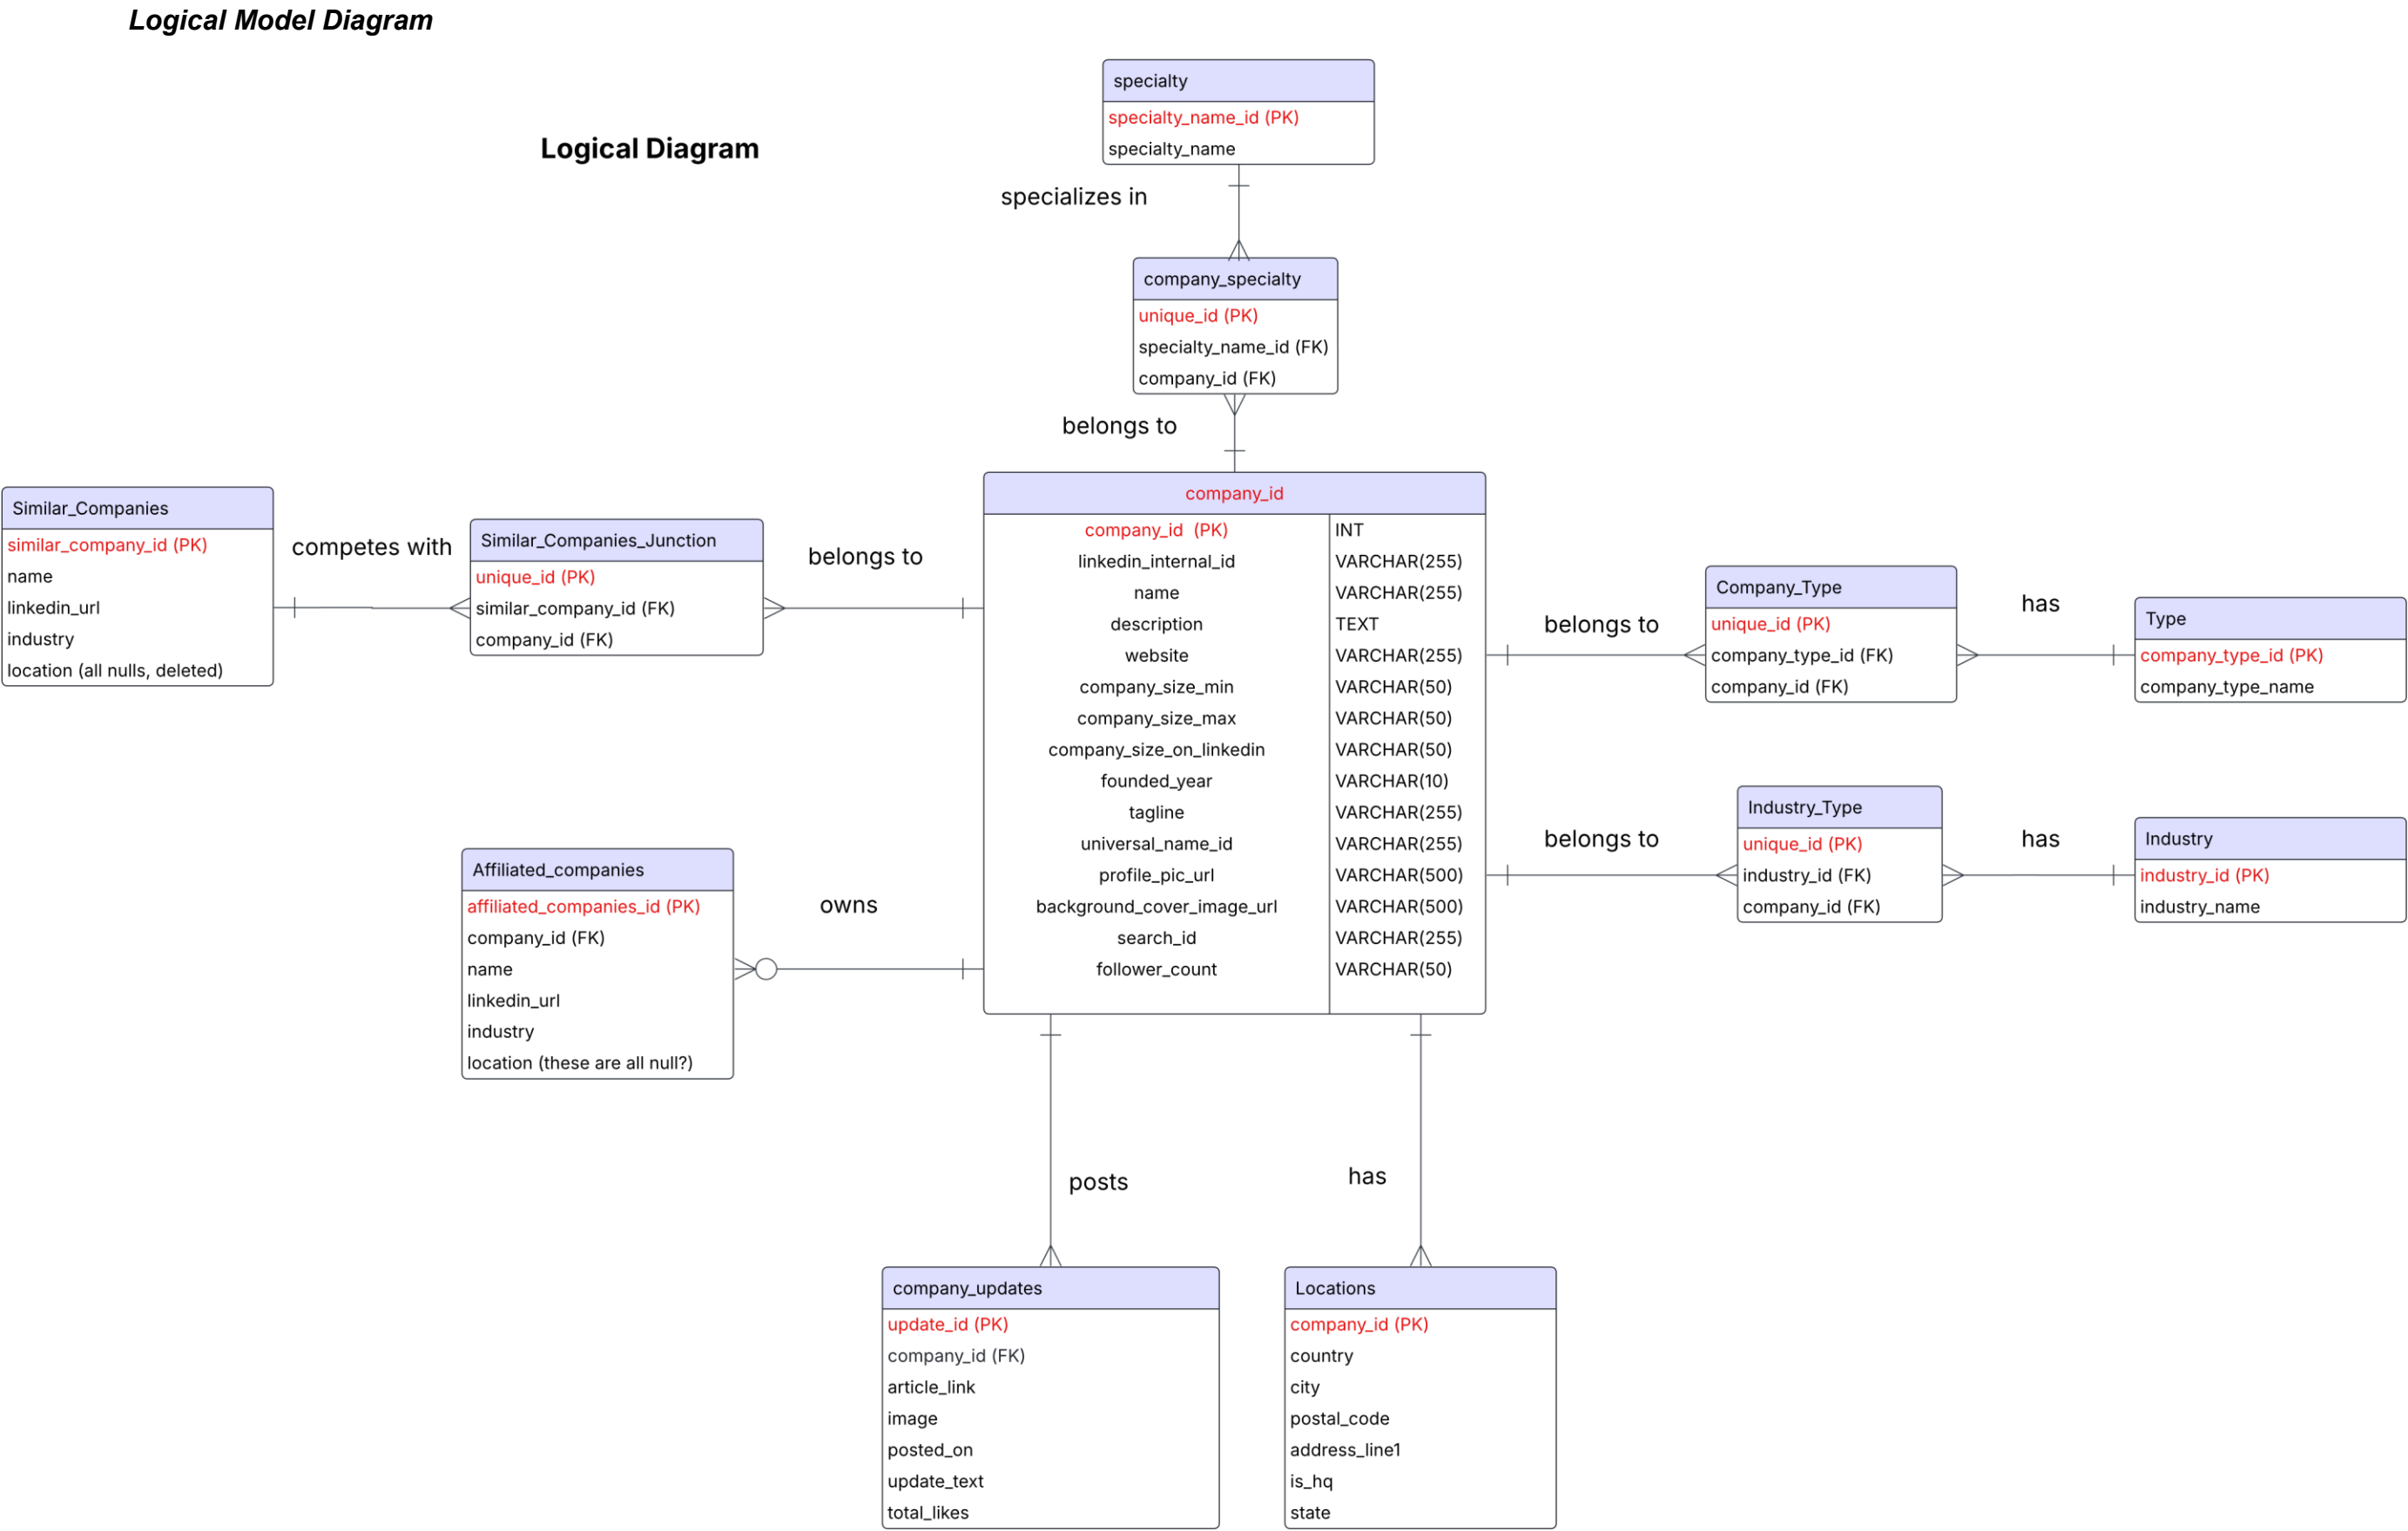 Logical Model Diagram
Logical Diagram
specialty
specialty_name_id (PK)
specialty_name
specializes in
company_specialty
unique_id (PK)
specialty_name_id (FK)
company_id (FK)
belongs to
Similar_Companies
similar_company_id (PK)
name
linkedin_url
industry
location (all nulls, deleted)
competes with
Similar_Companies_Junction
unique_id (PK)
similar_company_id (FK)
company_id (FK)
belongs to
company_id
company_id (PK) INT
linkedin_internal_id VARCHAR(255)
name VARCHAR(255)
description TEXT
website VARCHAR(255)
company_size_min VARCHAR(50)
company_size_max VARCHAR(50)
company_size_on_linkedin VARCHAR(50)
founded_year VARCHAR(10)
tagline VARCHAR(255)
universal_name_id VARCHAR(255)
profile_pic_url VARCHAR(500)
background_cover_image_url VARCHAR(500)
search_id VARCHAR(255)
follower_count VARCHAR(50)
belongs to
Company_Type
unique_id (PK)
company_type_id (FK)
company_id (FK)
has
Type
company_type_id (PK)
company_type_name
belongs to
Industry_Type
unique_id (PK)
industry_id (FK)
company_id (FK)
has
Industry
industry_id (PK)
industry_name
Affiliated_companies
affiliated_companies_id (PK)
company_id (FK)
name
linkedin_url
industry
location (these are all null?)
owns
posts
has
company_updates
update_id (PK)
company_id (FK)
article_link
image
posted_on
update_text
total_likes
Locations
company_id (PK)
country
city
postal_code
address_line1
is_hq
state